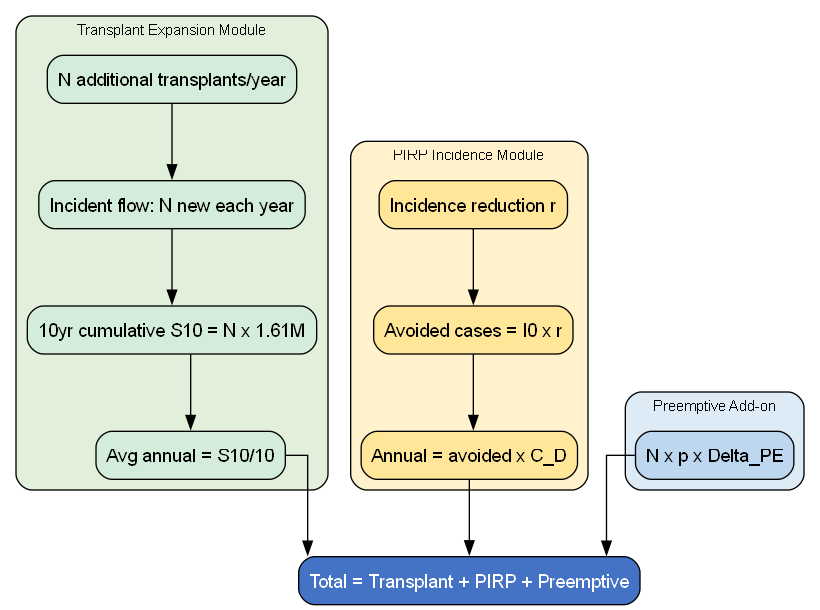 Transplant Expansion Module
N additional transplants/year
Incident flow: N new each year
10yr cumulative S10 = N x 1.61M
Avg annual = S10/10
PIRP Incidence Module
Incidence reduction r
Avoided cases = I0 x r
Annual = avoided x C_D
Preemptive Add-on
N x p x Delta_PE
Total = Transplant + PIRP + Preemptive